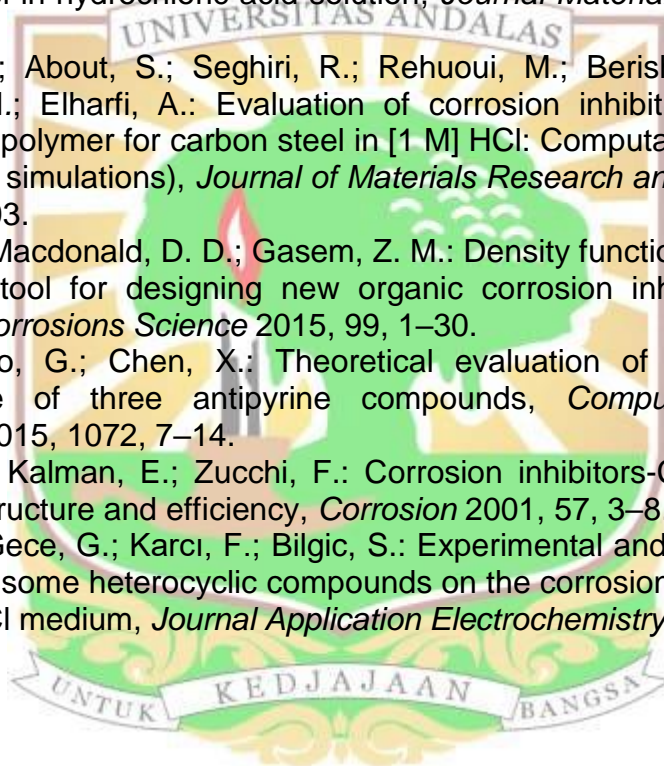 in hydrochloric acid solution, Journal Materia
UNIVERSITAS ANDALAS
; About, S.; Seghiri, R.; Rehuoui, M.; Berisl
.; Elharfi, A.: Evaluation of corrosion inhibit
polymer for carbon steel in [1 M] HCl: Computa
simulations), Journal of Materials Research an
3.
Macdonald, D. D.; Gasem, Z. M.: Density functio
tool for designing new organic corrosion inh
orrosions Science 2015, 99, 1–30.
o, G.; Chen, X.: Theoretical evaluation of
of three antipyrine compounds, Compu
015, 1072, 7–14.
Kalman, E.; Zucchi, F.: Corrosion inhibitors-C
ructure and efficiency, Corrosion 2001, 57, 3–8
Gece, G.; Karcı, F.; Bilgic, S.: Experimental and
some heterocyclic compounds on the corrosion
l medium, Journal Application Electrochemistry
UNTUK KEDJAJAAN BANGSA